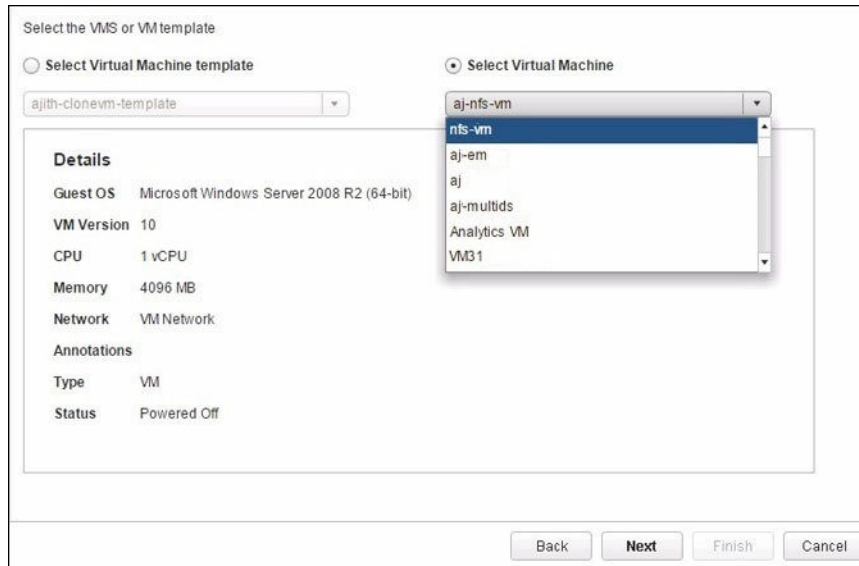 Select the VMS or VM template
Select Virtual Machine template
Select Virtual Machine
ajith-clonevm-template
aj-nfs-vm
nfs-vm
aj-em
aj
aj-multids
Analytics VM
VM31
Details
Guest OS Microsoft Windows Server 2008 R2 (64-bit)
VM Version 10
CPU 1 vCPU
Memory 4096 MB
Network VM Network
Annotations
Type VM
Status Powered Off
Back Next Finish Cancel